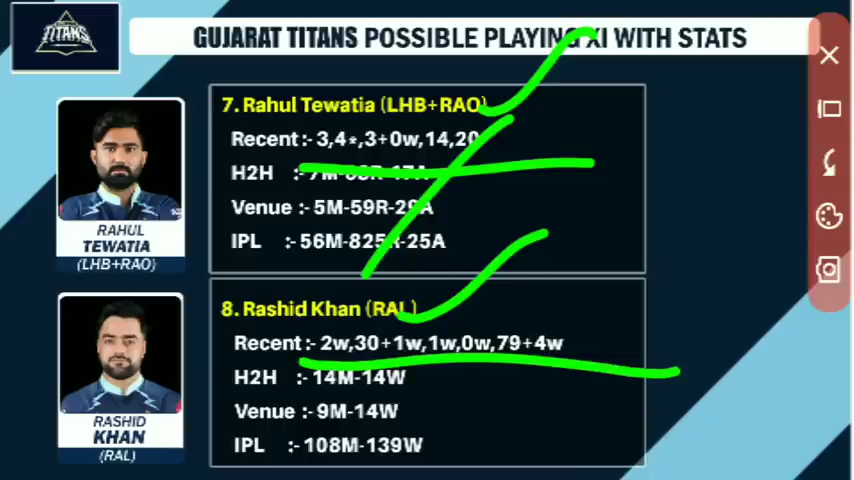 TITANS
GUJARAT TITANS POSSIBLE PLAYING XI WITH STATS
7. Rahul Tewatia (LHB+RAO)
Recent :- 3,4*,3+0w,14,20
H2H :- 7M-68R-17A
Venue :- 5M-59R-29A
IPL :- 56M-825R-25A
RAHUL
TEWATIA
(LHB+RAO)
8. Rashid Khan (RAL)
Recent :- 2w,30+1w,1w,0w,79+4w
H2H :- 14M-14W
Venue :- 9M-14W
IPL :- 108M-139W
RASHID
KHAN
(RAL)